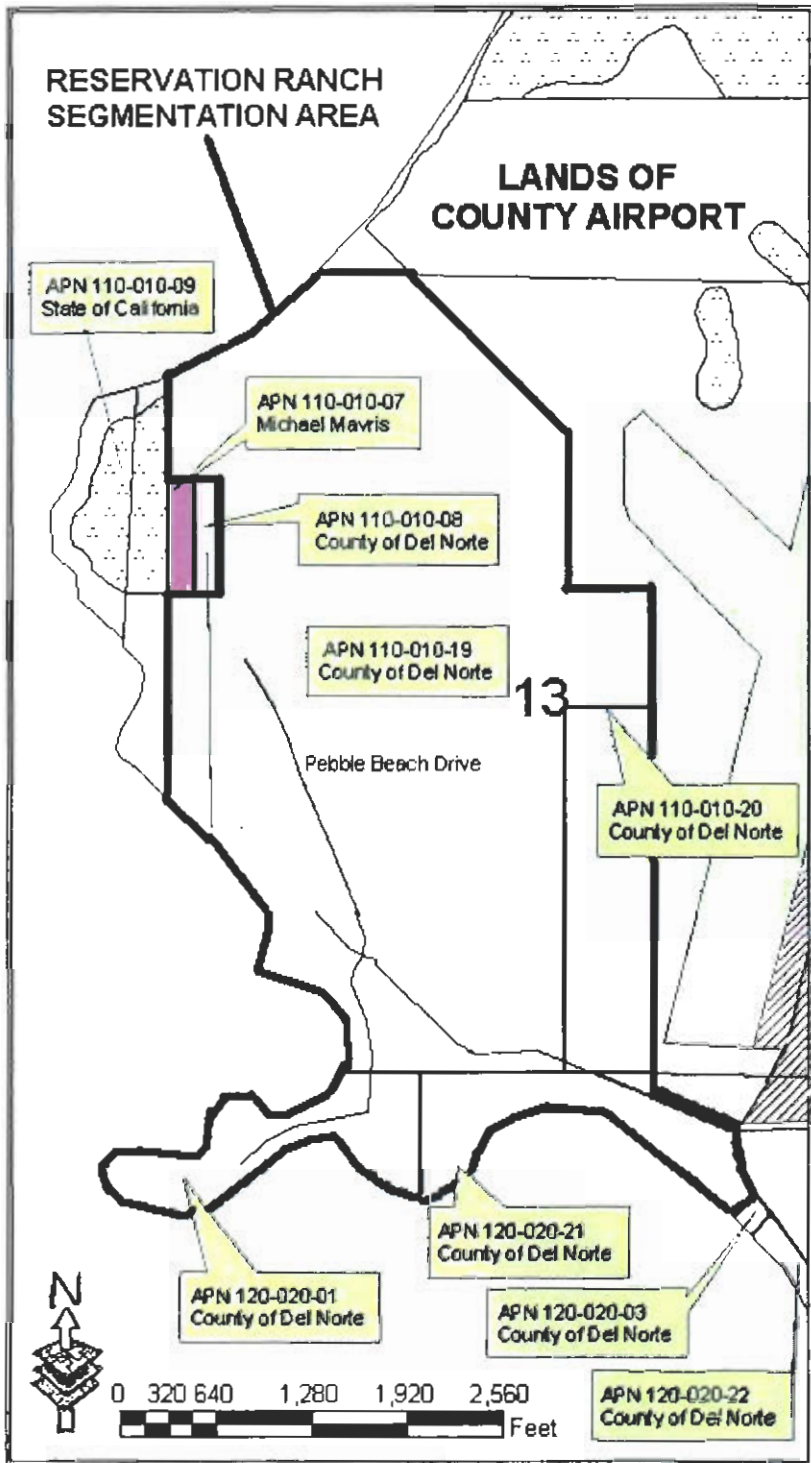 RESERVATION RANCH
SEGMENTATION AREA
LANDS OF
COUNTY AIRPORT
APN 110-010-09
State of California
APN 110-010-07
Michael Mavris
APN 110-010-08
County of Del Norte
APN 110-010-19
County of Del Norte
13
Pebble Beach Drive
APN 110-010-20
County of Del Norte
APN 120-020-21
County of Del Norte
APN 120-020-01
County of Del Norte
APN 120-020-03
County of Del Norte
APN 120-020-22
County of Del Norte
N
0 320 640 1,280 1,920 2,560
Feet